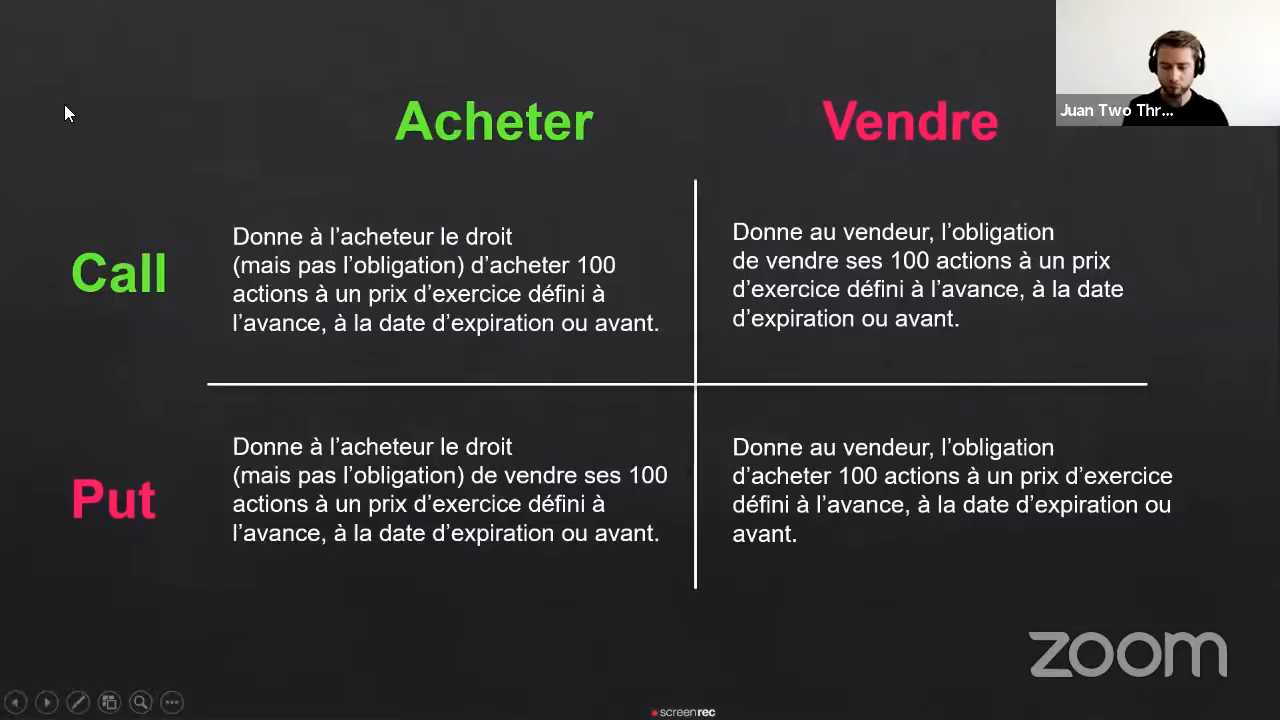 Acheter
Vendre
Juan Two Thr...
Call
Donne à l’acheteur le droit
(mais pas l’obligation) d’acheter 100
actions à un prix d’exercice défini à
l’avance, à la date d’expiration ou avant.
Donne au vendeur, l’obligation
de vendre ses 100 actions à un prix
d’exercice défini à l’avance, à la date
d’expiration ou avant.
Put
Donne à l’acheteur le droit
(mais pas l’obligation) de vendre ses 100
actions à un prix d’exercice défini à
l’avance, à la date d’expiration ou avant.
Donne au vendeur, l’obligation
d’acheter 100 actions à un prix d’exercice
défini à l’avance, à la date d’expiration ou
avant.
zoom
screenrec